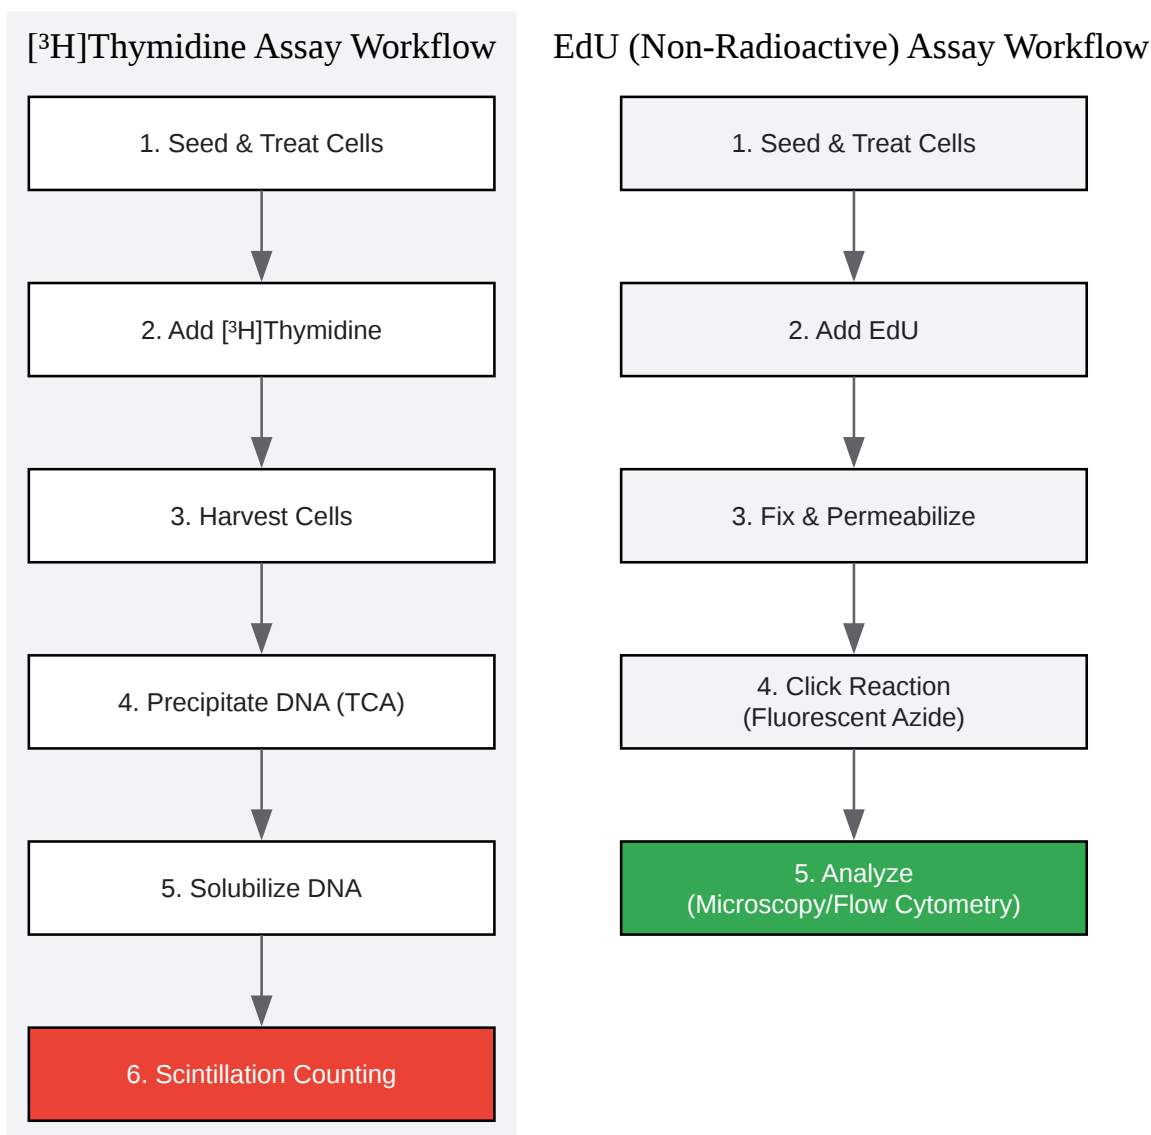 [³H]Thymidine Assay Workflow
1. Seed & Treat Cells
2. Add [³H]Thymidine
3. Harvest Cells
4. Precipitate DNA (TCA)
5. Solubilize DNA
6. Scintillation Counting
EdU (Non-Radioactive) Assay Workflow
1. Seed & Treat Cells
2. Add EdU
3. Fix & Permeabilize
4. Click Reaction
(Fluorescent Azide)
5. Analyze
(Microscopy/Flow Cytometry)